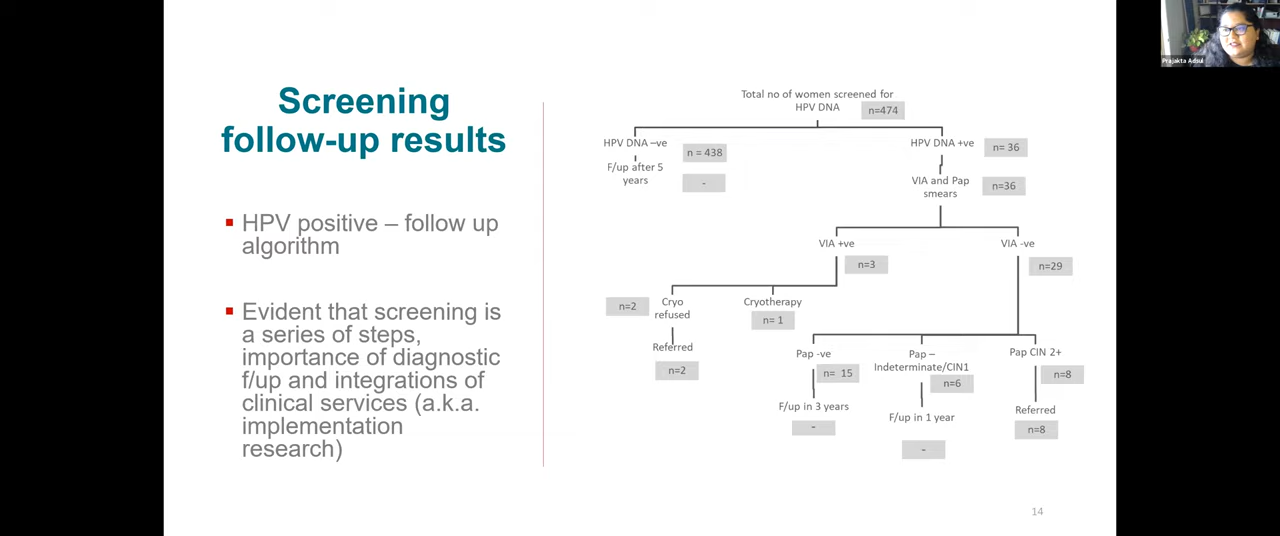 Prajakta Adsul
Screening
follow-up results
▪ HPV positive – follow up
algorithm
▪ Evident that screening is
a series of steps,
importance of diagnostic
f/up and integrations of
clinical services (a.k.a.
implementation
research)
Total no of women screened for
HPV DNA
n=474
HPV DNA –ve
n = 438
HPV DNA +ve
n= 36
F/up after 5
years
-
VIA and Pap
smears
n=36
VIA +ve
n=3
VIA -ve
n=29
n=2
Cryo
refused
Cryotherapy
n= 1
Referred
n=2
Pap -ve
n= 15
Pap –
Indeterminate/CIN1
n=6
Pap CIN 2+
n=8
F/up in 3 years
-
F/up in 1 year
-
Referred
n=8
14